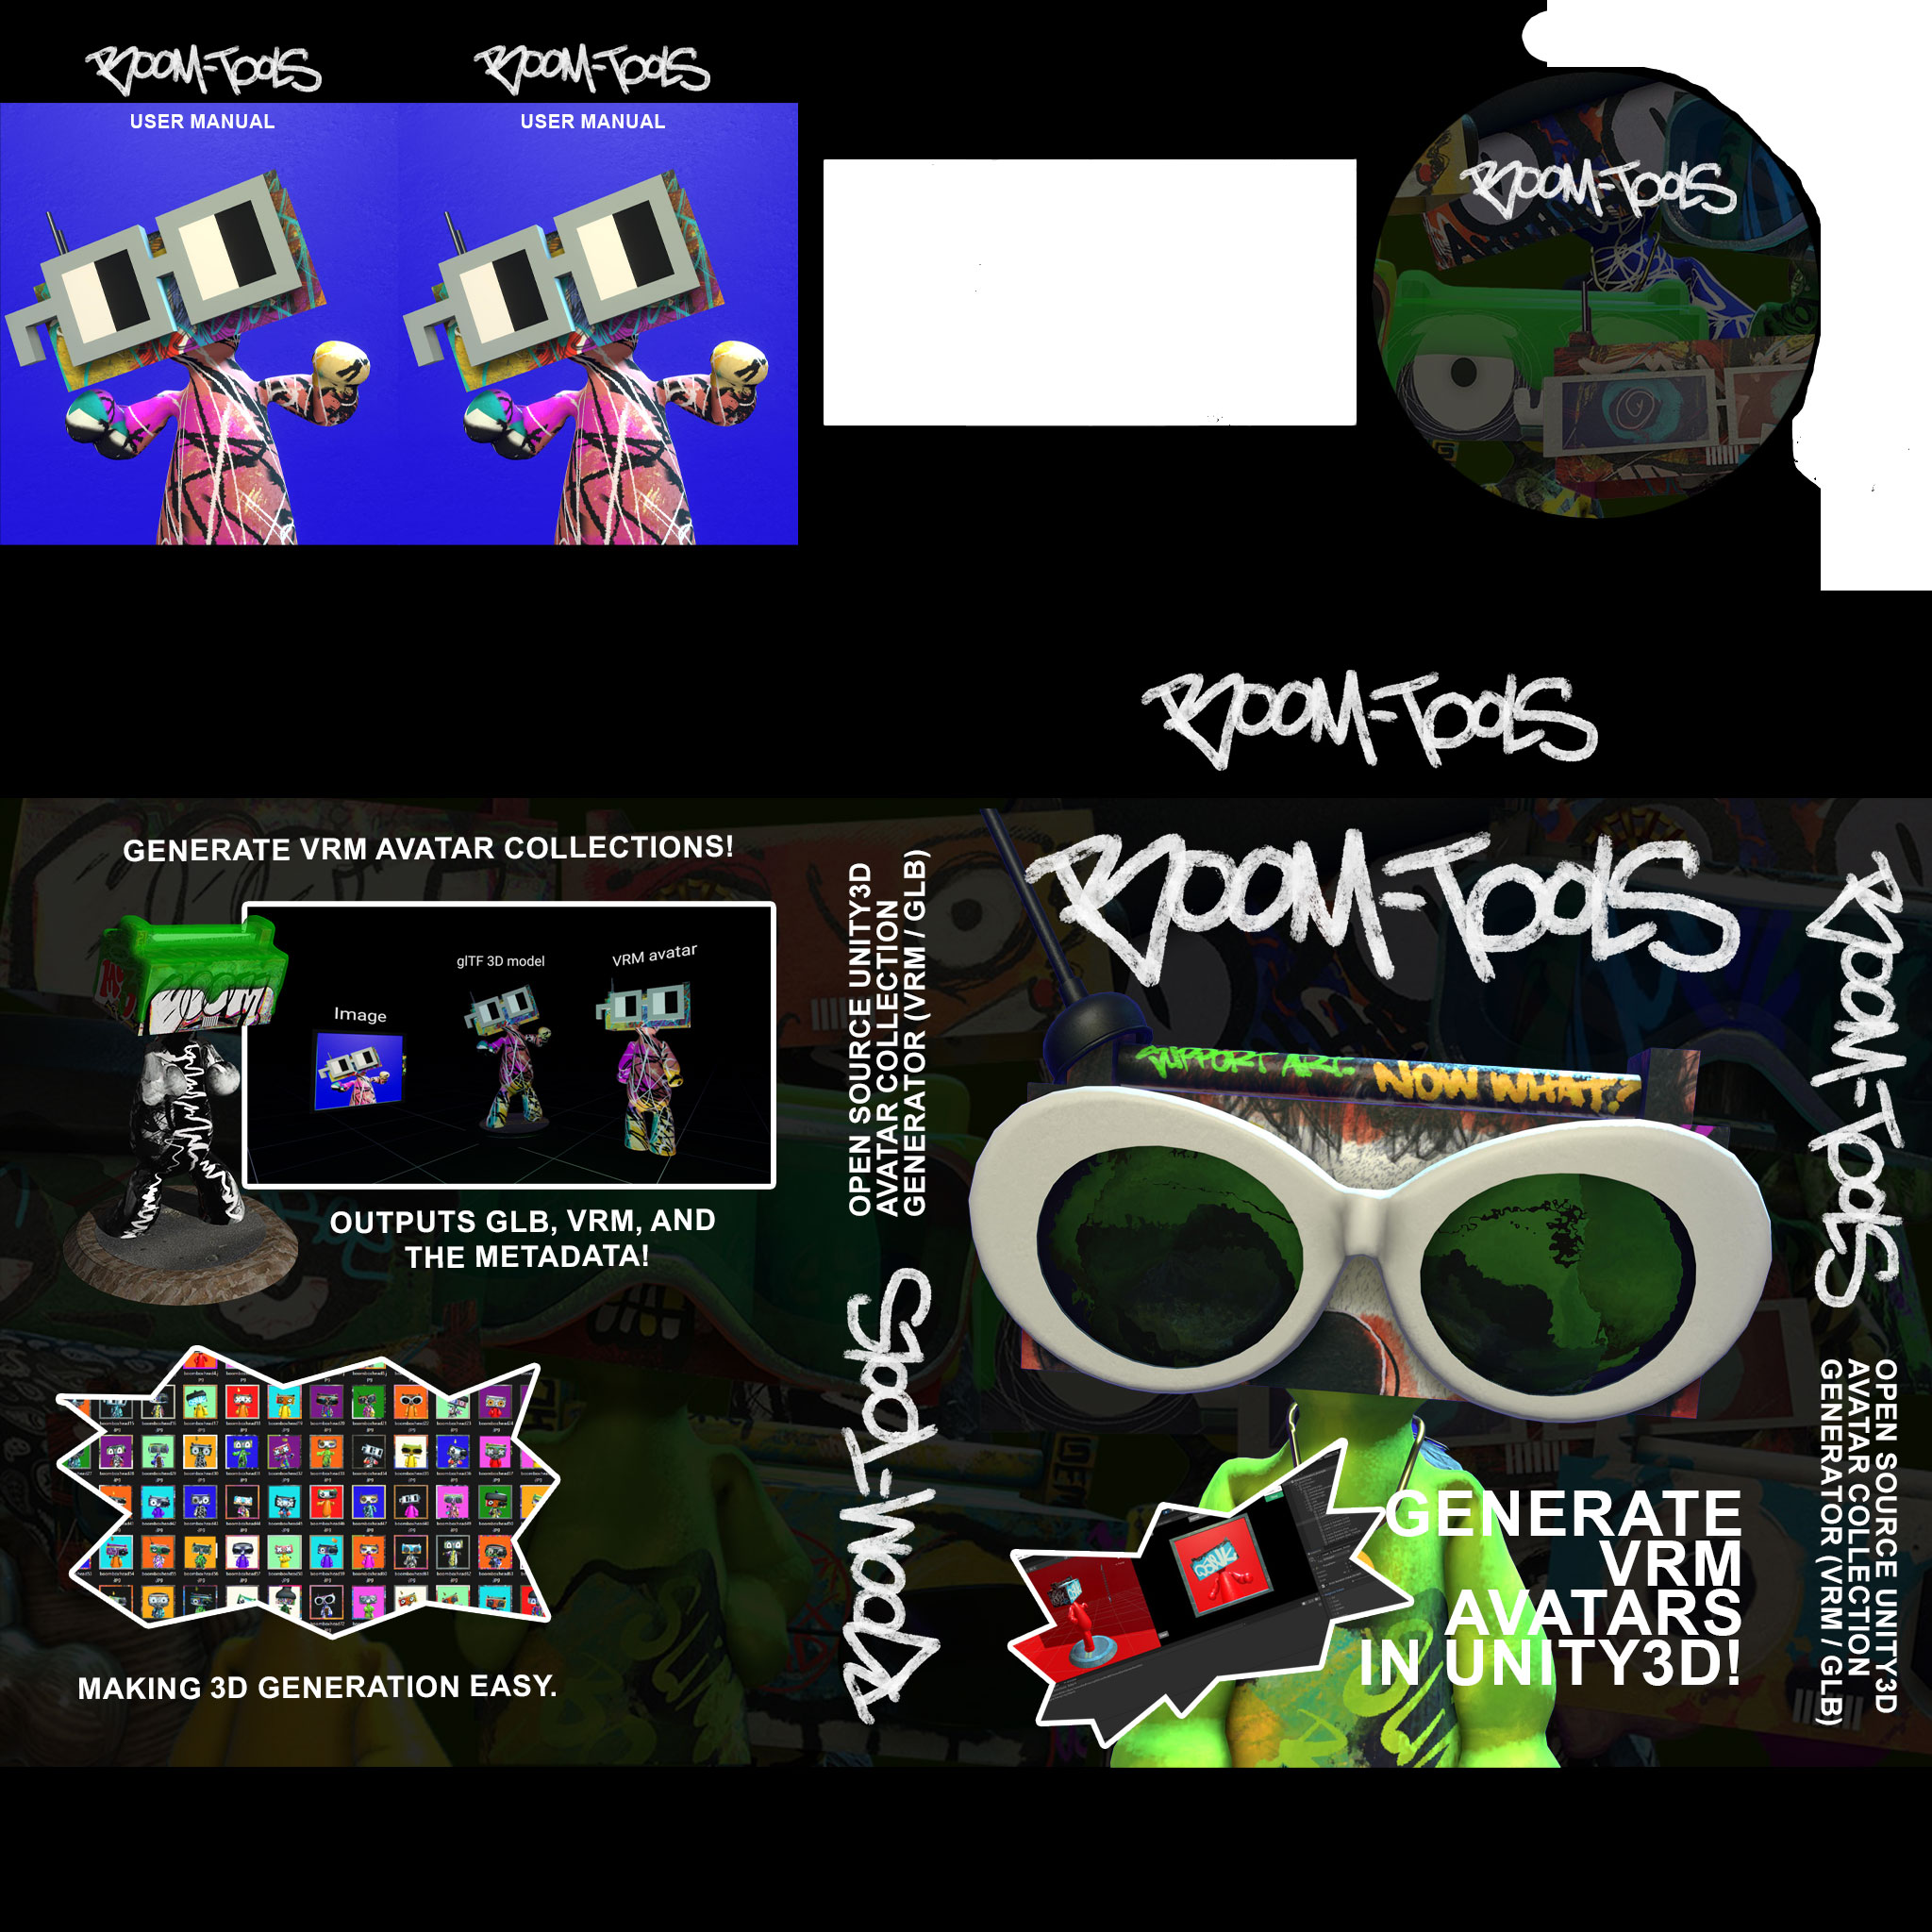 BOOM-TOOLS
BOOM-TOOLS
USER MANUAL
USER MANUAL
BOOM-TOOLS
BOOM-TOOLS
GENERATE VRM AVATAR COLLECTIONS!
glTF 3D model
VRM avatar
Image
OUTPUTS GLB, VRM, AND
THE METADATA!
MAKING 3D GENERATION EASY.
OPEN SOURCE UNITY3D
AVATAR COLLECTION
GENERATOR (VRM / GLB)
BOOM-TOOLS
BOOM-TOOLS
SUPPORT ART.
NOW WHAT?
GENERATE
VRM
AVATARS
IN UNITY3D!
BOOM-TOOLS
OPEN SOURCE UNITY3D
AVATAR COLLECTION
GENERATOR (VRM / GLB)